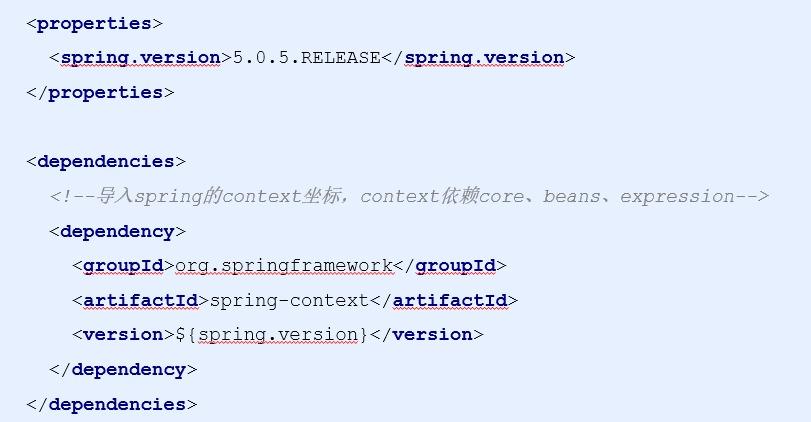 <properties>
<spring.version>5.0.5.RELEASE</spring.version>
</properties>
<dependencies>
<!--导入spring的context坐标，context依赖core、beans、expression-->
<dependency>
<groupId>org.springframework</groupId>
<artifactId>spring-context</artifactId>
<version>${spring.version}</version>
</dependency>
</dependencies>